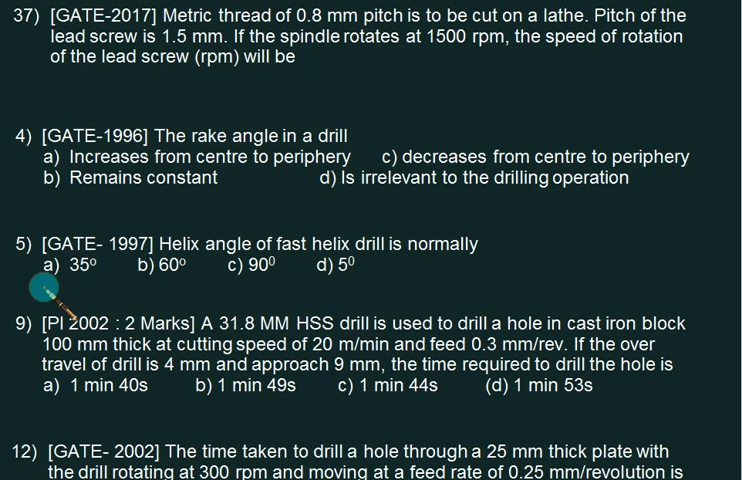 37) [GATE-2017] Metric thread of 0.8 mm pitch is to be cut on a lathe. Pitch of the
lead screw is 1.5 mm. If the spindle rotates at 1500 rpm, the speed of rotation
of the lead screw (rpm) will be
4) [GATE-1996] The rake angle in a drill
a) Increases from centre to periphery c) decreases from centre to periphery
b) Remains constant d) Is irrelevant to the drilling operation
5) [GATE- 1997] Helix angle of fast helix drill is normally
a) 35⁰ b) 60⁰ c) 90⁰ d) 5⁰
9) [PI 2002 : 2 Marks] A 31.8 MM HSS drill is used to drill a hole in cast iron block
100 mm thick at cutting speed of 20 m/min and feed 0.3 mm/rev. If the over
travel of drill is 4 mm and approach 9 mm, the time required to drill the hole is
a) 1 min 40s b) 1 min 49s c) 1 min 44s (d) 1 min 53s
12) [GATE- 2002] The time taken to drill a hole through a 25 mm thick plate with
the drill rotating at 300 rpm and moving at a feed rate of 0.25 mm/revolution is